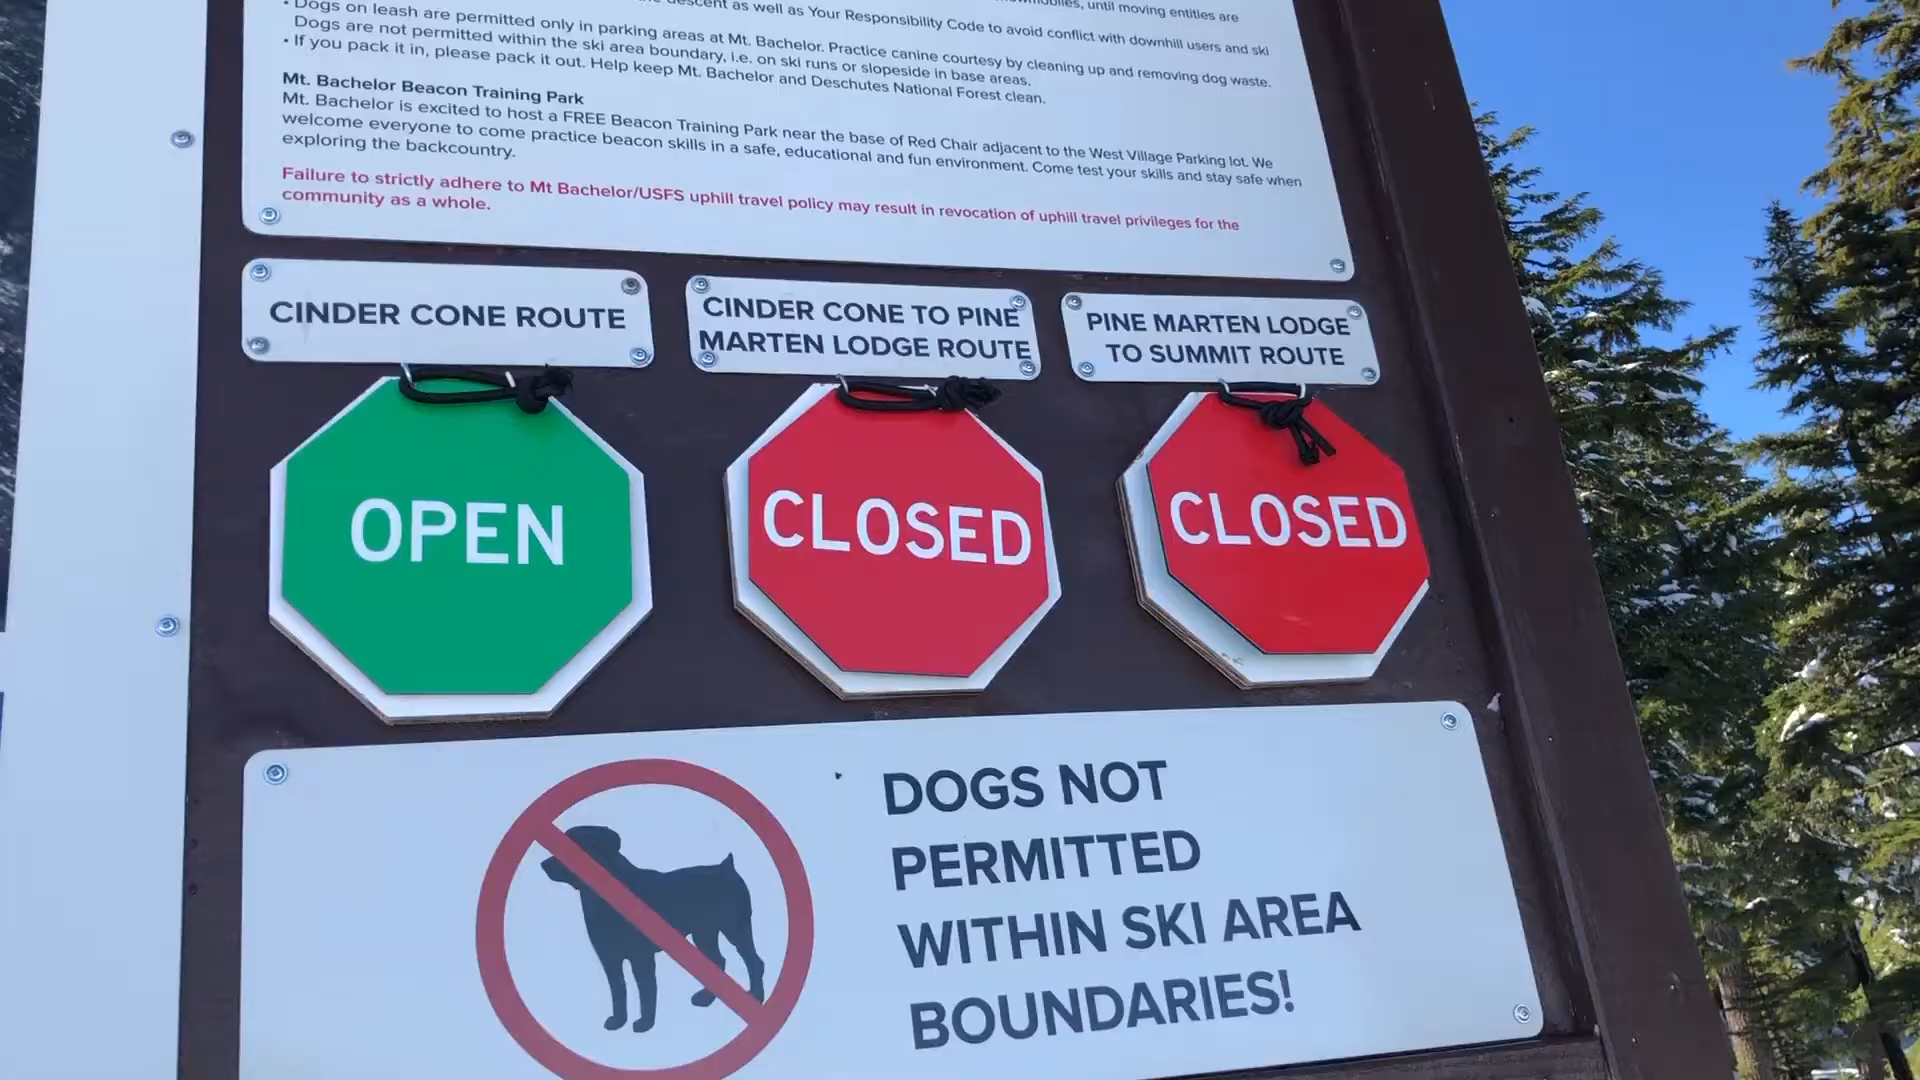 descent as well as Your Responsibility Code to avoid conflict with downhill users and ski
until moving entities are
• Dogs on leash are permitted only in parking areas at Mt. Bachelor. Practice canine courtesy by cleaning up and removing dog waste.
Dogs are not permitted within the ski area boundary, i.e. on ski runs or slopeside in base areas.
• If you pack it in, please pack it out. Help keep Mt. Bachelor and Deschutes National Forest clean.
Mt. Bachelor Beacon Training Park
Mt. Bachelor is excited to host a FREE Beacon Training Park near the base of Red Chair adjacent to the West Village Parking lot. We
welcome everyone to come practice beacon skills in a safe, educational and fun environment. Come test your skills and stay safe when
exploring the backcountry.
Failure to strictly adhere to Mt Bachelor/USFS uphill travel policy may result in revocation of uphill travel privileges for the
community as a whole.
CINDER CONE ROUTE
CINDER CONE TO PINE
MARTEN LODGE ROUTE
PINE MARTEN LODGE
TO SUMMIT ROUTE
OPEN
CLOSED
CLOSED
DOGS NOT
PERMITTED
WITHIN SKI AREA
BOUNDARIES!